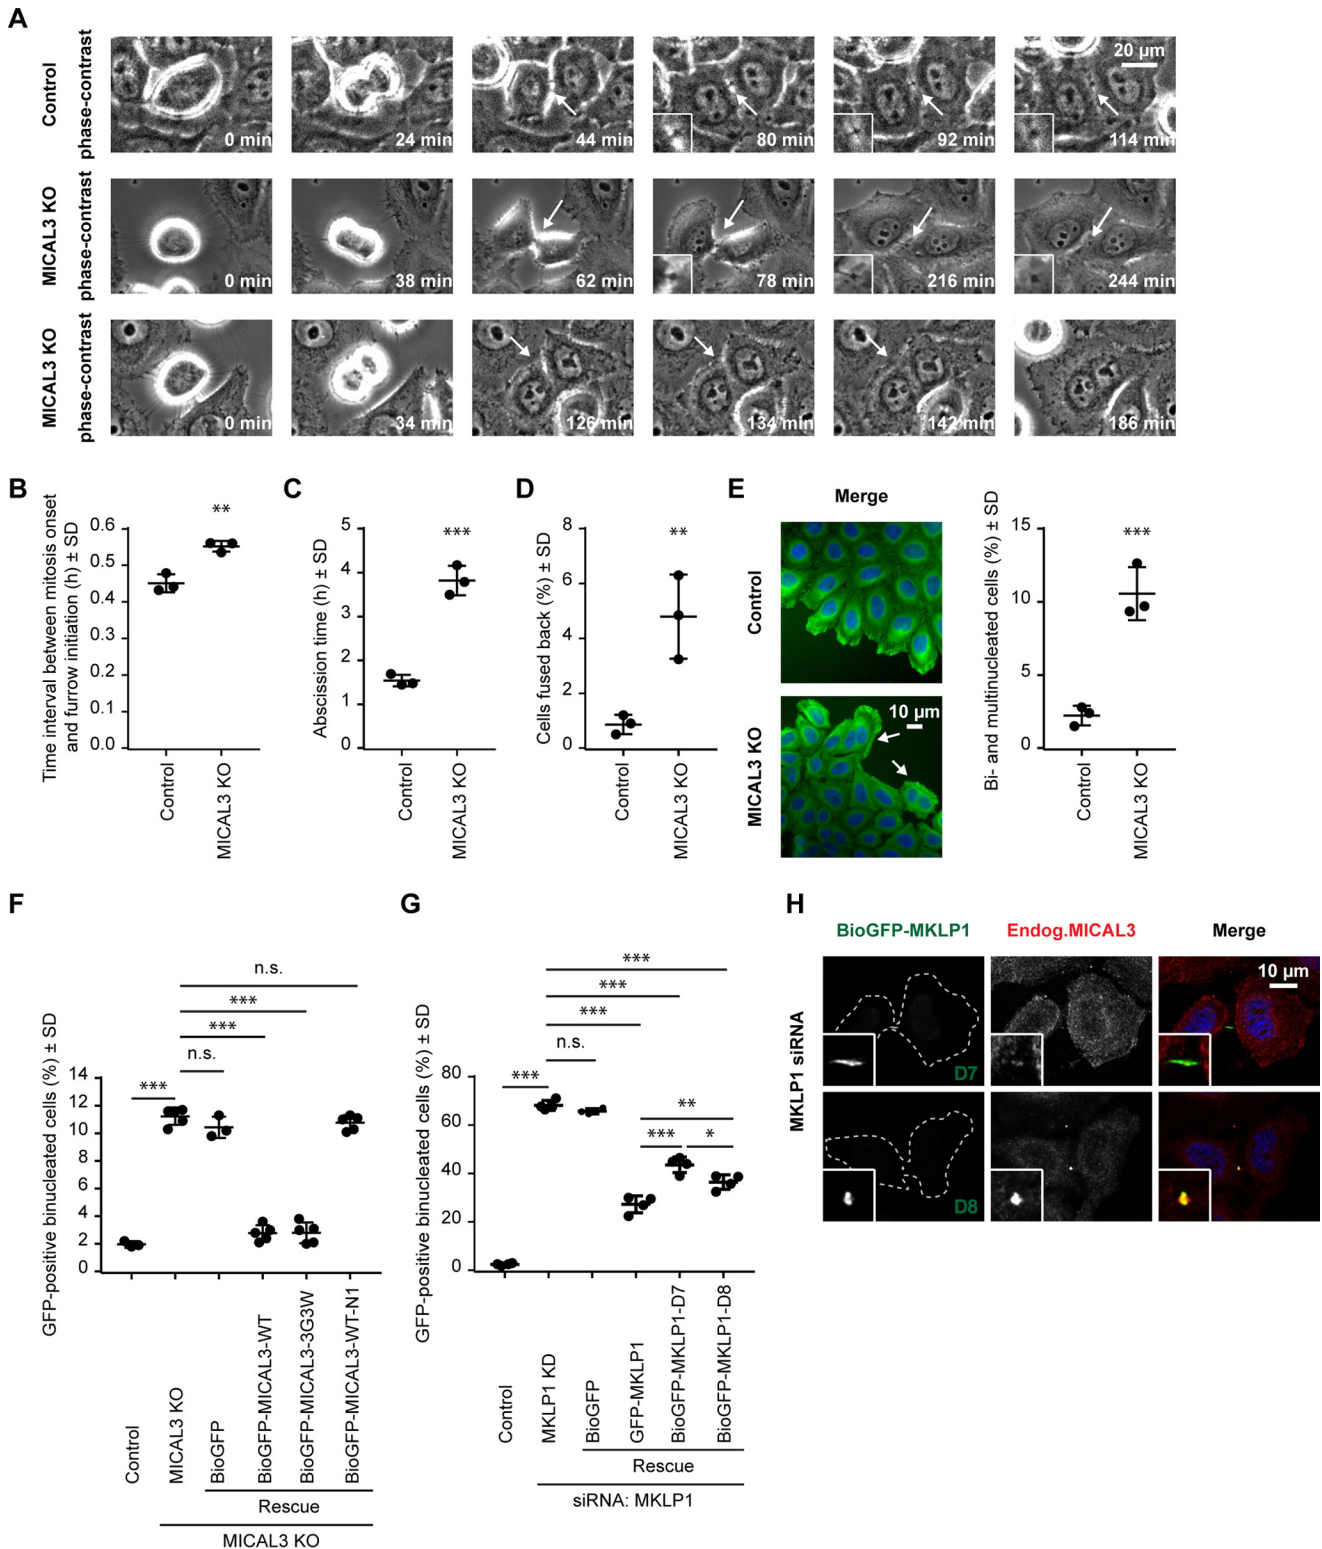 A
Control
phase-contrast
0 min
24 min
44 min
80 min
92 min
20 µm
114 min
MICAL3 KO
phase-contrast
0 min
38 min
62 min
78 min
216 min
244 min
MICAL3 KO
phase-contrast
0 min
34 min
126 min
134 min
142 min
186 min
B
Time interval between mitosis onset
and furrow initiation (h) ± SD
0.6
0.5
0.4
0.3
0.2
0.1
0.0
**
Control
MICAL3 KO
C
Abscission time (h) ± SD
5
4
3
2
1
0
***
Control
MICAL3 KO
D
Cells fused back (%) ± SD
8
6
4
2
0
**
Control
MICAL3 KO
E
Merge
Control
MICAL3 KO
10 µm
Bi- and multinucleated cells (%) ± SD
15
10
5
0
***
Control
MICAL3 KO
F
GFP-positive binucleated cells (%) ± SD
n.s.
***
***
n.s.
***
14
12
10
8
6
4
2
0
Control
MICAL3 KO
BioGFP
BioGFP-MICAL3-WT
BioGFP-MICAL3-3G3W
BioGFP-MICAL3-WT-N1
Rescue
MICAL3 KO
G
GFP-positive binucleated cells (%) ± SD
***
***
***
n.s.
***
**
***
*
80
60
40
20
0
Control
MKLP1 KD
BioGFP
GFP-MKLP1
BioGFP-MKLP1-D7
BioGFP-MKLP1-D8
Rescue
siRNA: MKLP1
H
BioGFP-MKLP1
Endog.MICAL3
Merge
MKLP1 siRNA
10 µm
D7
D8